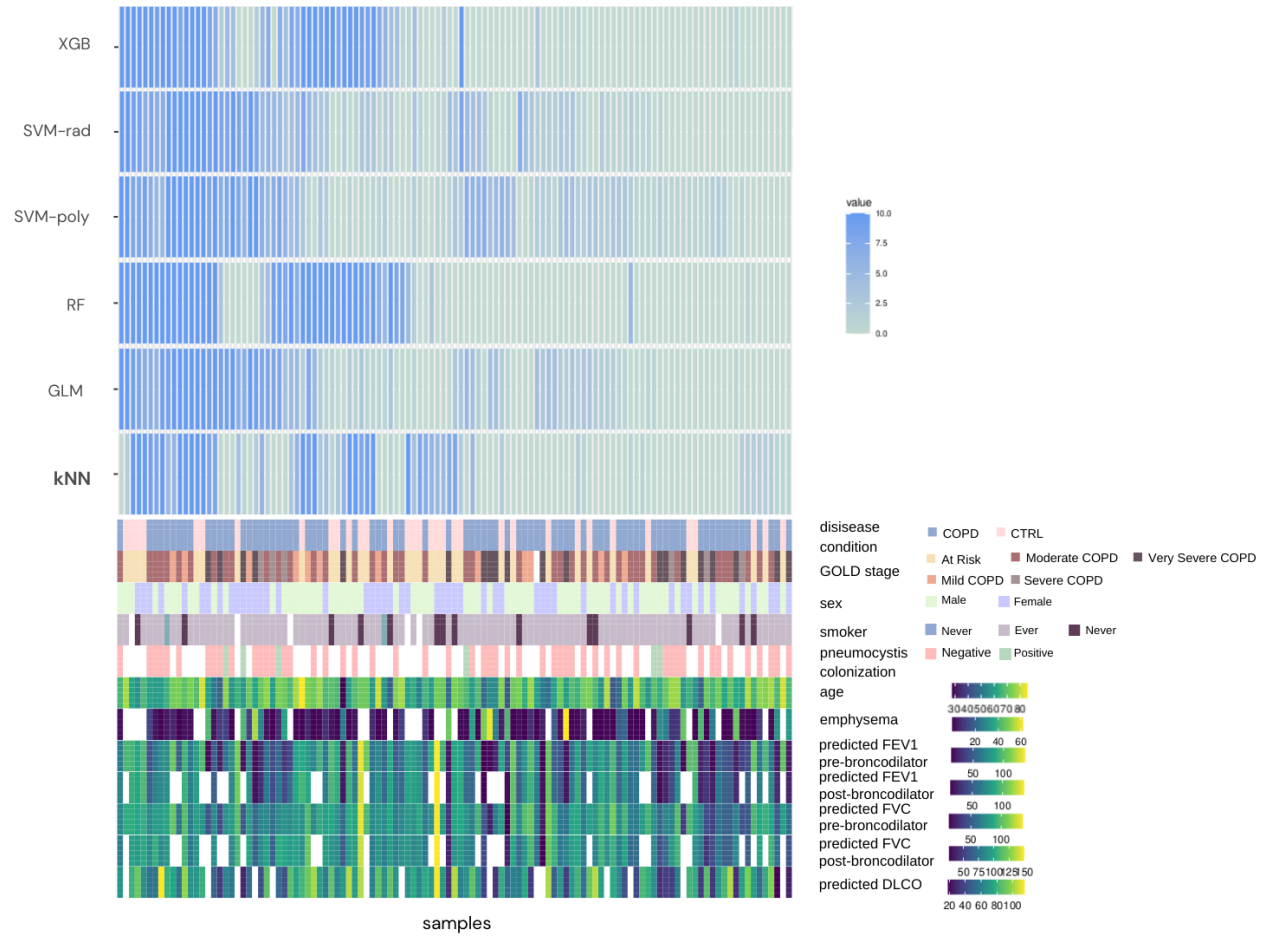 XGB
SVM-rad
SVM-poly
RF
GLM
kNN
value
10.0
7.5
5.0
2.5
0.0
disisease
condition
COPD CTRL
GOLD stage
At Risk Moderate COPD Very Severe COPD
Mild COPD Severe COPD
sex
Male Female
smoker
Never Ever Never
pneumocystis
colonization
Negative Positive
age
3040506070 80
emphysema
20 40 60
predicted FEV1
pre-broncodilator
50 100
predicted FEV1
post-broncodilator
50 100
predicted FVC
pre-broncodilator
50 100
predicted FVC
post-broncodilator
50 75100125150
predicted DLCO
20 40 60 80100
samples